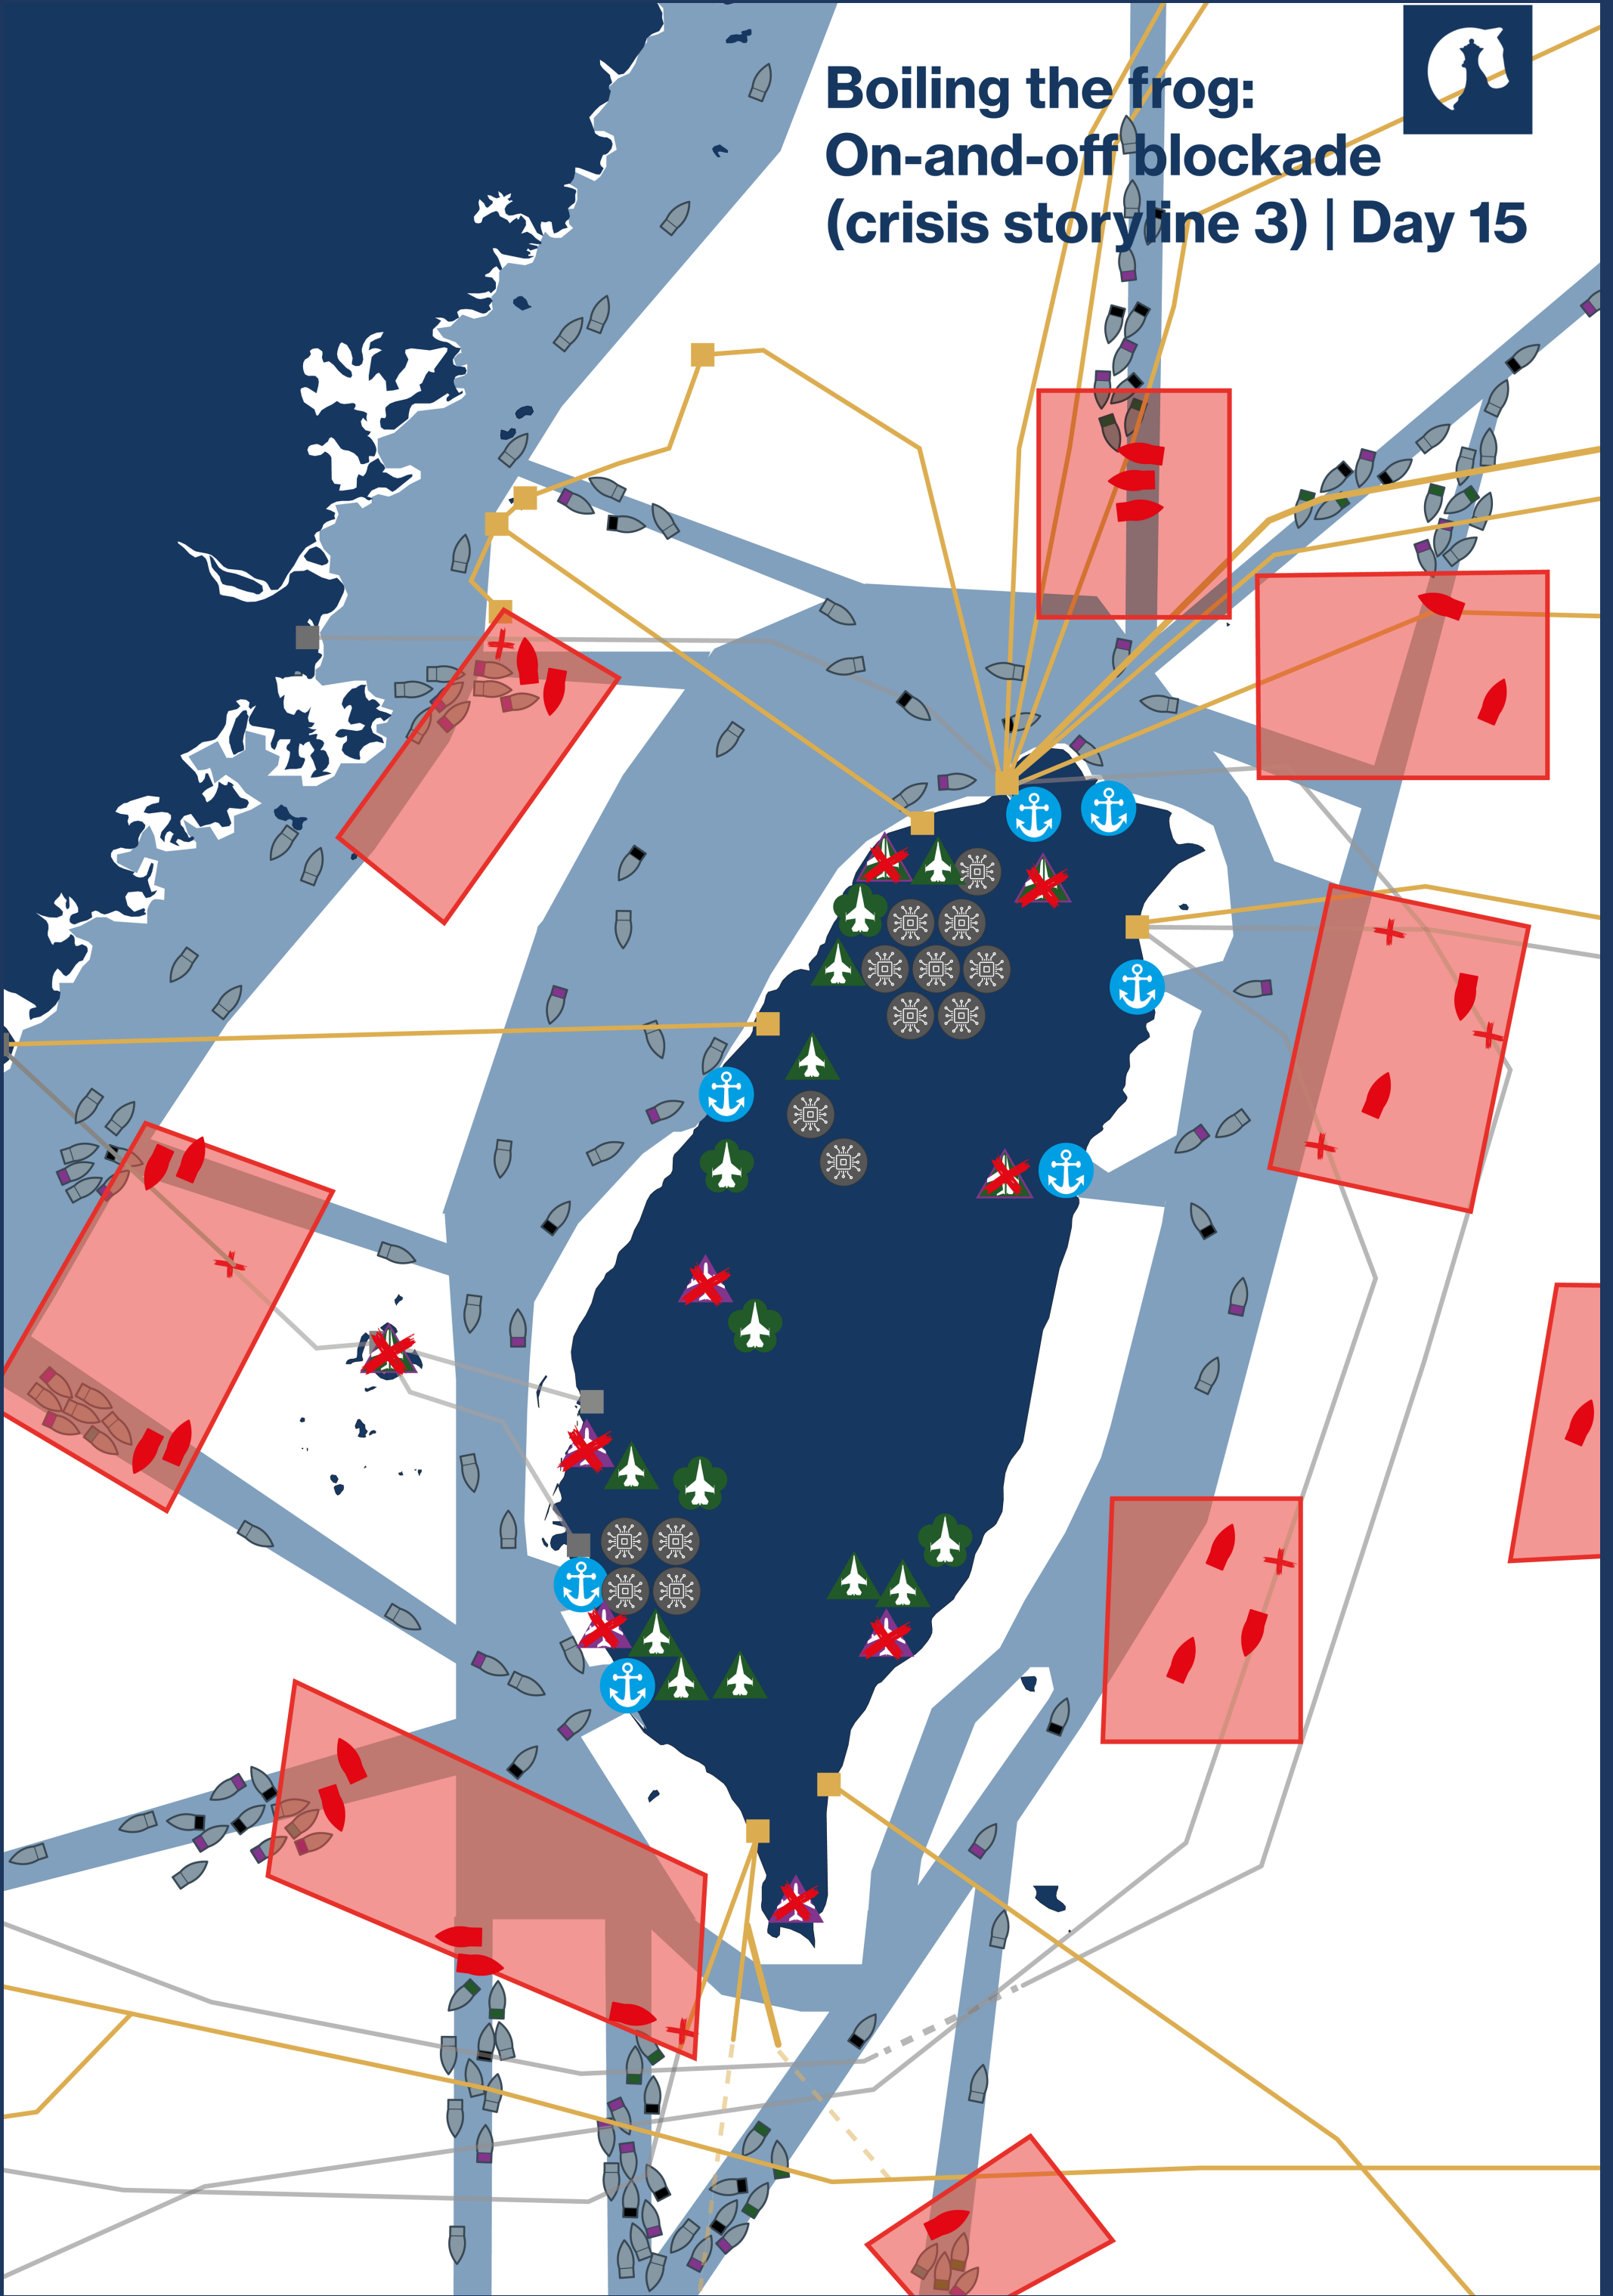 Boiling the frog:
On-and-off blockade
(crisis storyline 3) | Day 15